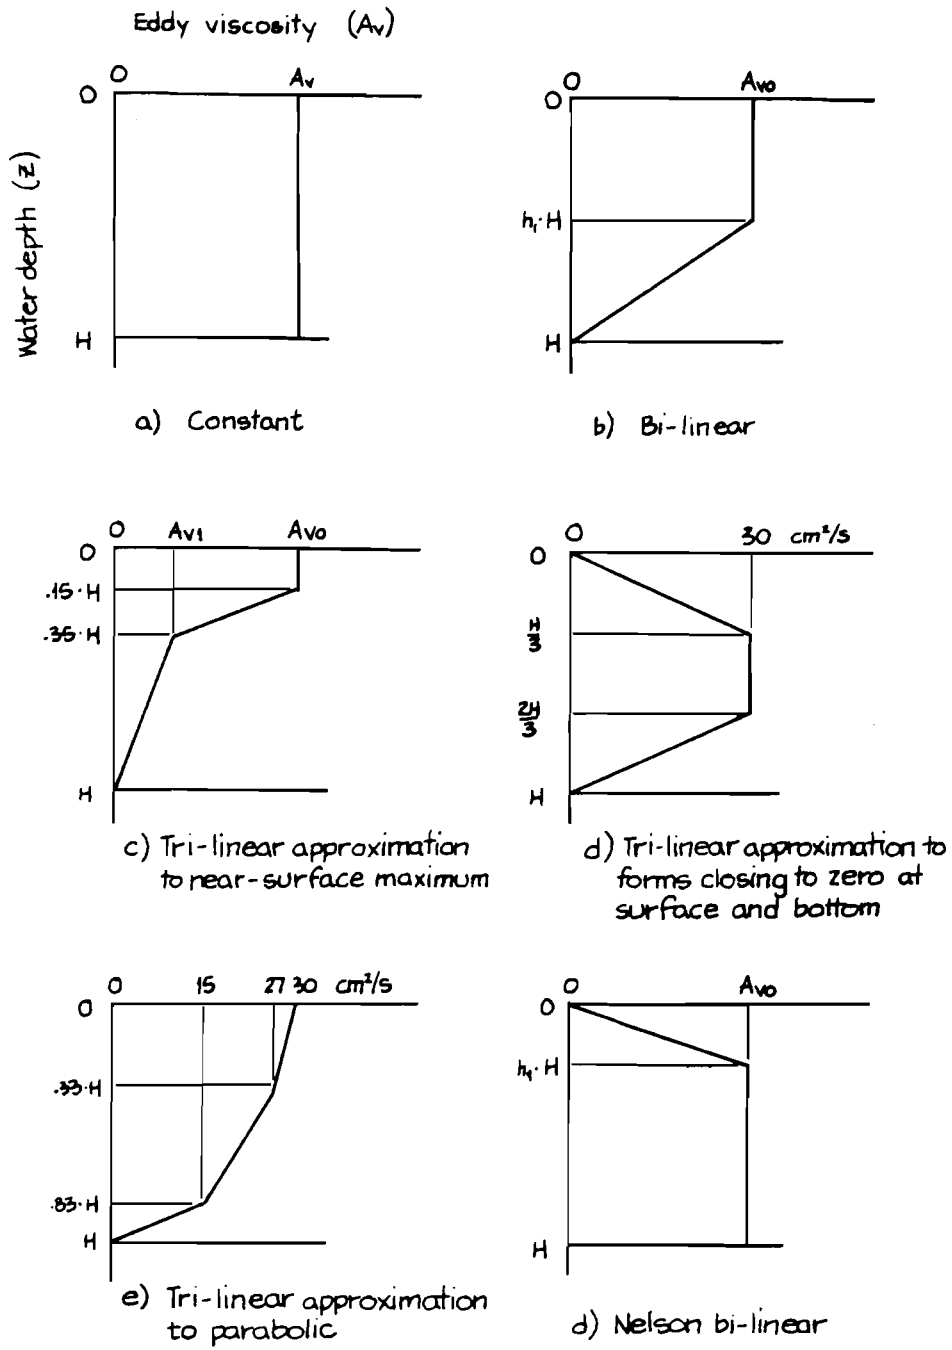 Eddy viscosity (Av)
0 Av
0
Water depth (z)
H
a) Constant
0 Avo
0
h₁·H
H
b) Bi-linear
0 Av1 Avo
0
.15·H
.35·H
H
c) Tri-linear approximation
to near-surface maximum
0 30 cm²/s
0
H/3
2H/3
H
d) Tri-linear approximation to
forms closing to zero at
surface and bottom
0 15 27 30 cm²/s
0
.33·H
.83·H
H
e) Tri-linear approximation
to parabolic
0 Avo
0
h₁·H
H
d) Nelson bi-linear